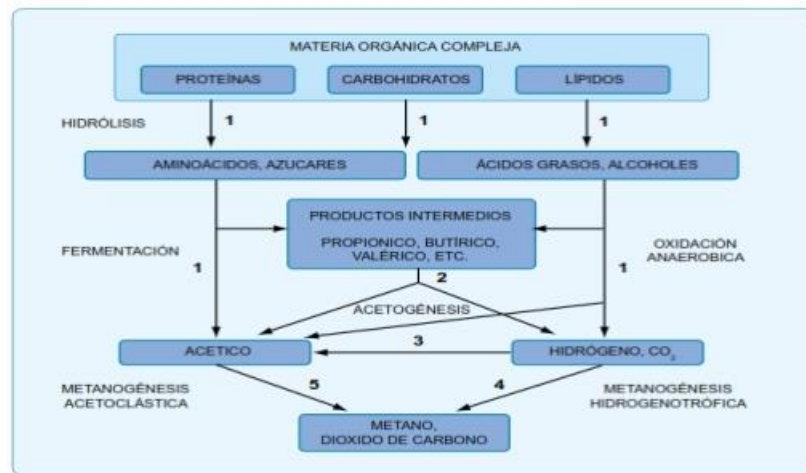 MATERIA ORGÁNICA COMPLEJA
PROTEÍNAS
CARBOHIDRATOS
LÍPIDOS
HIDRÓLISIS
1
1
1
AMINOÁCIDOS, AZUCARES
ÁCIDOS GRASOS, ALCOHOLES
PRODUCTOS INTERMEDIOS
PROPIONICO, BUTÍRICO,
VALÉRICO, ETC.
FERMENTACIÓN
1
2
1
OXIDACIÓN
ANAEROBICA
ACETOGÉNESIS
ACETICO
3
HIDRÓGENO, CO₂
METANOGÉNESIS
ACETOCLÁSTICA
5
4
METANOGÉNESIS
HIDROGENOTRÓFICA
METANO,
DIOXIDO DE CARBONO